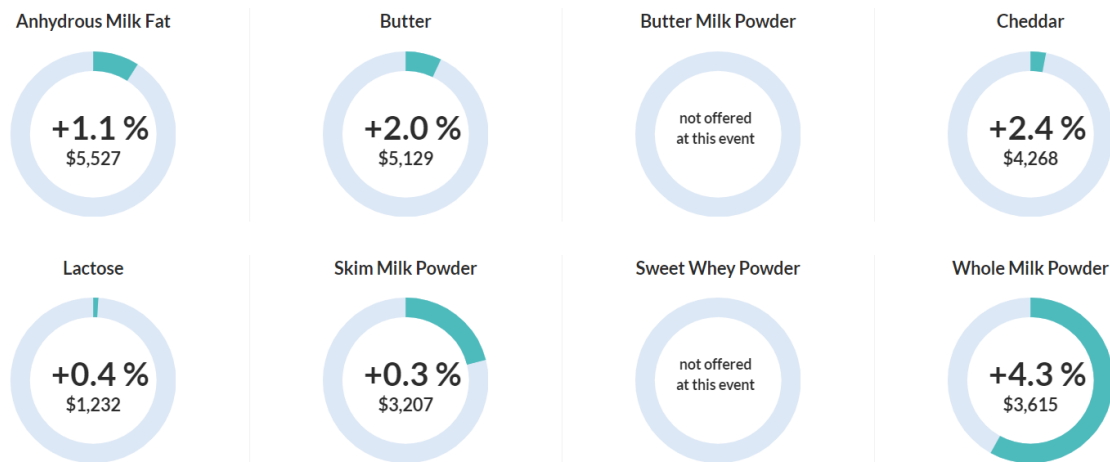 Anhydrous Milk Fat
+1.1 %
$5,527
Butter
+2.0 %
$5,129
Butter Milk Powder
not offered
at this event
Cheddar
+2.4 %
$4,268
Lactose
+0.4 %
$1,232
Skim Milk Powder
+0.3 %
$3,207
Sweet Whey Powder
not offered
at this event
Whole Milk Powder
+4.3 %
$3,615